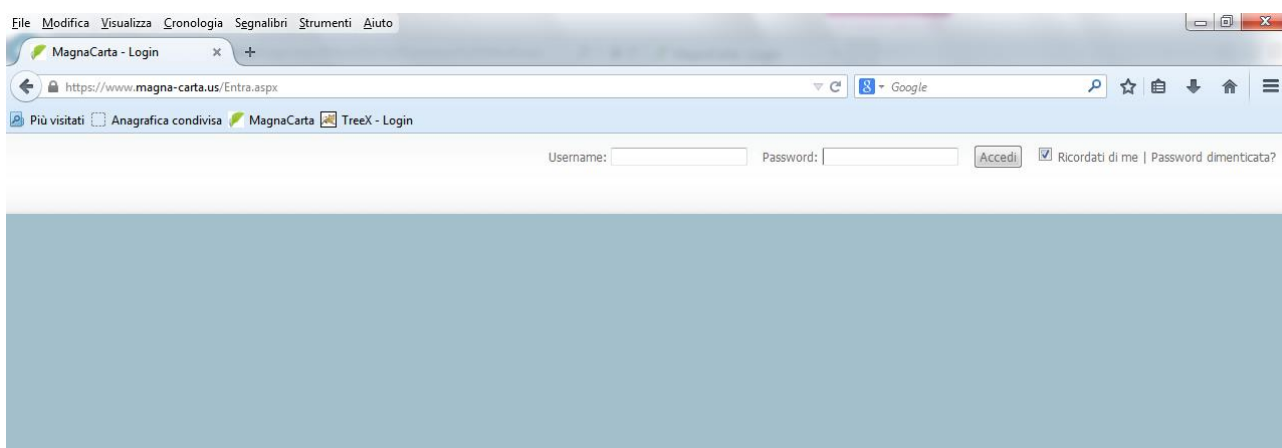 File Modifica Visualizza Cronologia Segnalibri Strumenti Aiuto
MagnaCarta - Login
https://www.magna-carta.us/Entra.aspx Google
Più visitati Anagrafica condivisa MagnaCarta TreeX - Login
Username: Password: Accedi Ricordati di me | Password dimenticata?